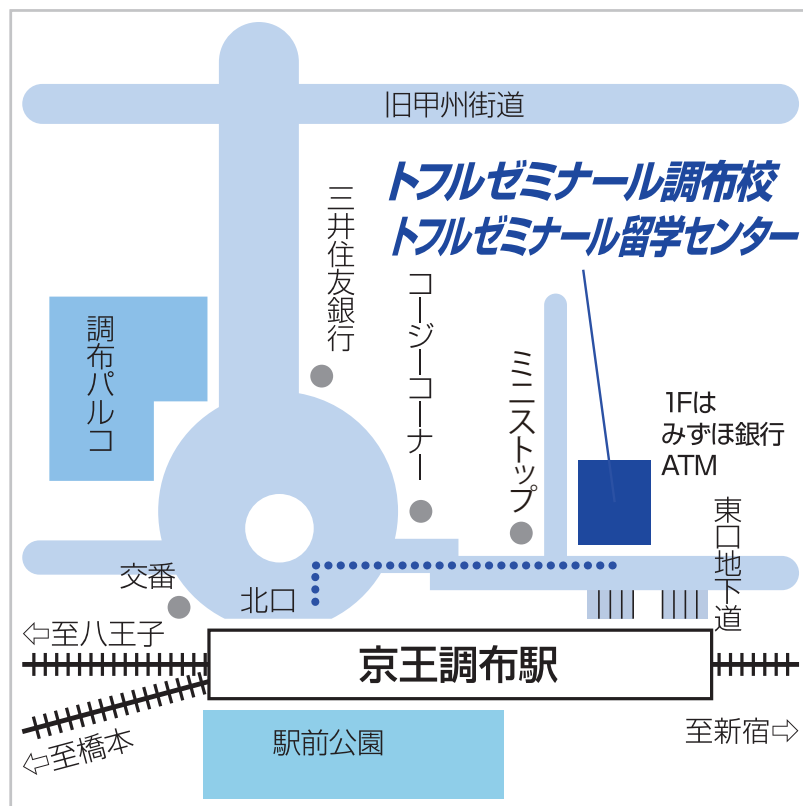 旧甲州街道
トフルゼミナール調布校
トフルゼミナール留学センター
三井住友銀行
コージーコーナー
調布パルコ
ミニストップ
1Fは
みずほ銀行
ATM
東口地下道
交番
北口
⇦至八王子
京王調布駅
⇦至橋本
駅前公園
至新宿⇨